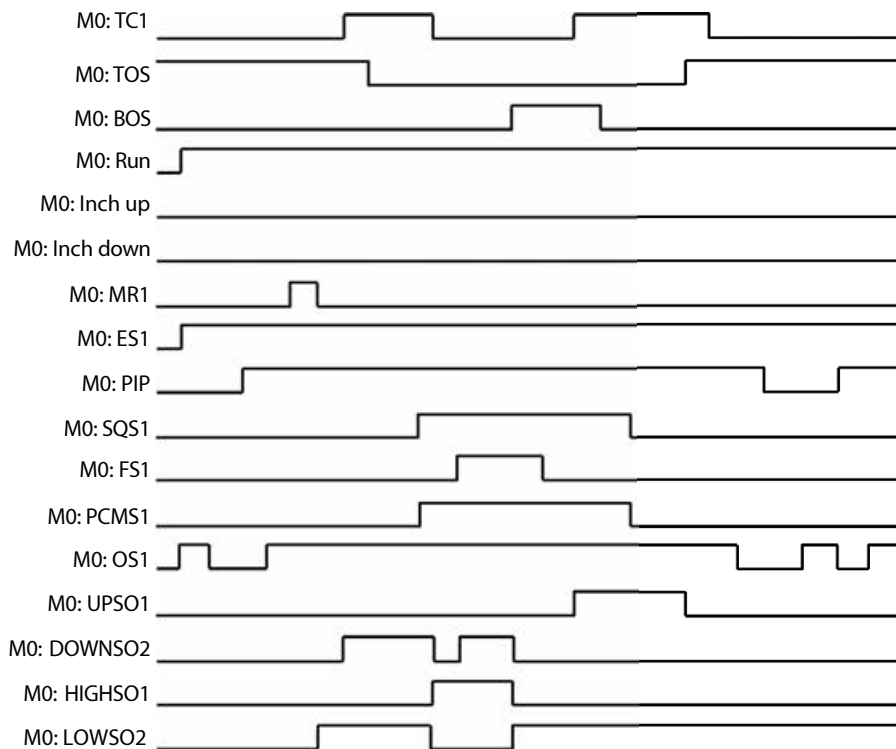 M0: TC1
M0: TOS
M0: BOS
M0: Run
M0: Inch up
M0: Inch down
M0: MR1
M0: ES1
M0: PIP
M0: SQS1
M0: FS1
M0: PCMS1
M0: OS1
M0: UPSO1
M0: DOWNSO2
M0: HIGHSO1
M0: LOWSO2